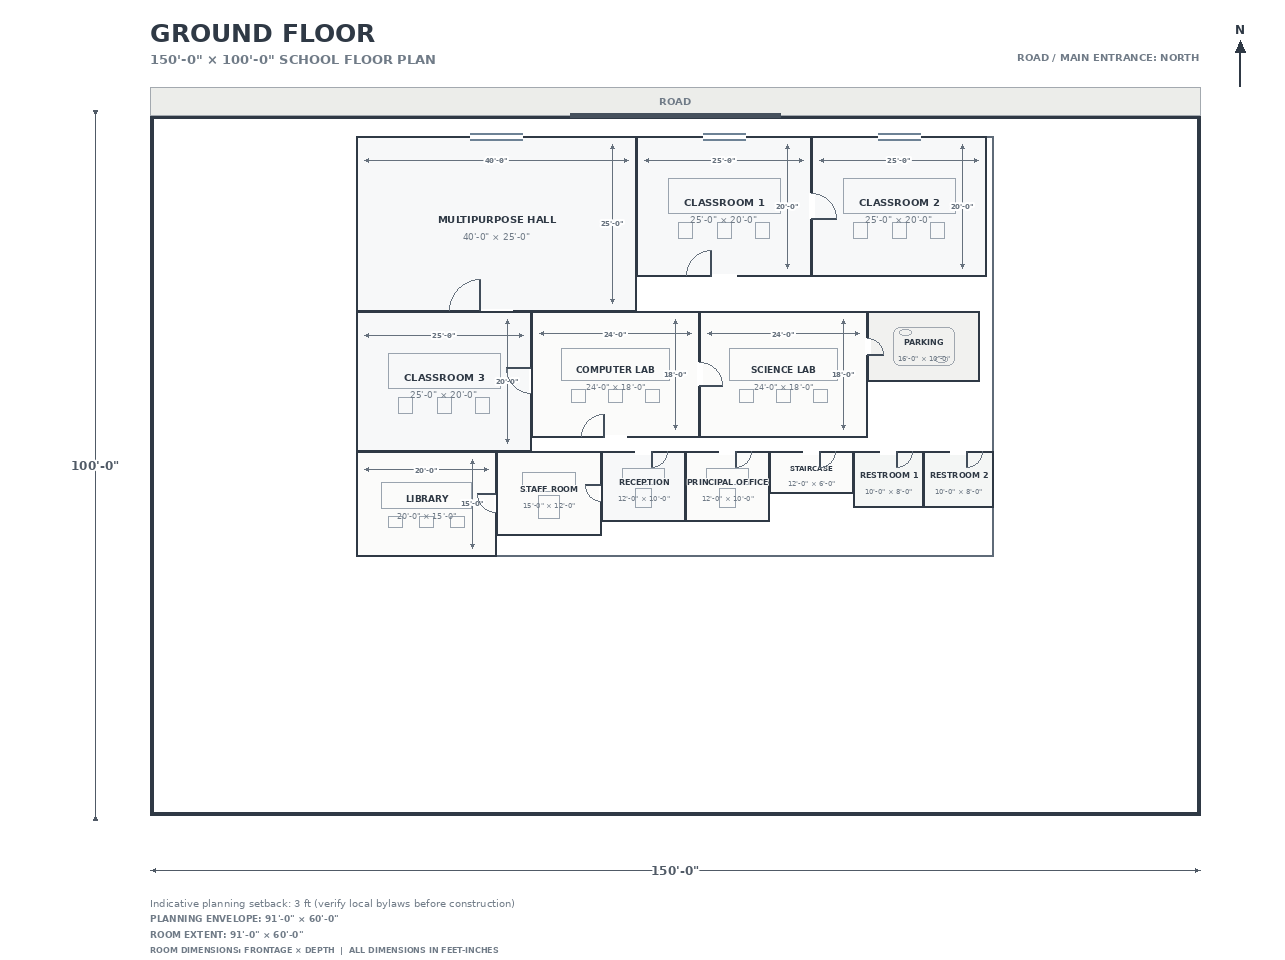 GROUND FLOOR
N
150'-0" × 100'-0" SCHOOL FLOOR PLAN
ROAD / MAIN ENTRANCE: NORTH
ROAD
40'-0"
25'-0"
25'-0"
CLASSROOM 1
CLASSROOM 2
20'-0"
20'-0"
MULTIPURPOSE HALL
25'-0" × 20'-0"
25'-0" × 20'-0"
25'-0"
40'-0" × 25'-0"
25'-0"
24'-0"
24'-0"
PARKING
16'-0" × 10'-0"
COMPUTER LAB
SCIENCE LAB
18'-0"
18'-0"
CLASSROOM 3
20'-0"
24'-0" × 18'-0"
24'-0" × 18'-0"
25'-0" × 20'-0"
100'-0"
20'-0"
STAIRCASE
12'-0" × 6'-0"
RESTROOM 1
RESTROOM 2
RECEPTION
PRINCIPAL OFFICE
STAFF ROOM
10'-0" × 8'-0"
10'-0" × 8'-0"
LIBRARY
12'-0" × 10'-0"
12'-0" × 10'-0"
15'-0"
15'-0" × 12'-0"
20'-0" × 15'-0"
150'-0"
Indicative planning setback: 3 ft (verify local bylaws before construction)
PLANNING ENVELOPE: 91'-0" × 60'-0"
ROOM EXTENT: 91'-0" × 60'-0"
ROOM DIMENSIONS: FRONTAGE × DEPTH | ALL DIMENSIONS IN FEET-INCHES